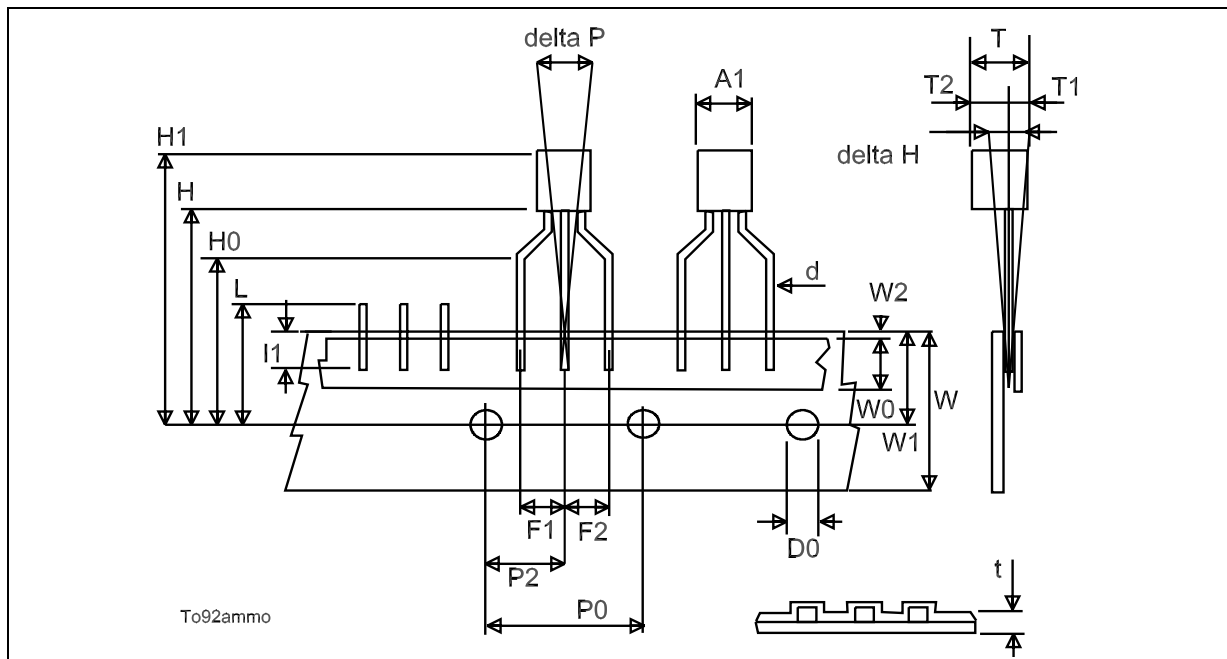 delta P
T
A1
T2
T1
H1
delta H
H
H0
d
L
W2
I1
W0
W
W1
F1
F2
D0
P2
t
P0
To92ammo